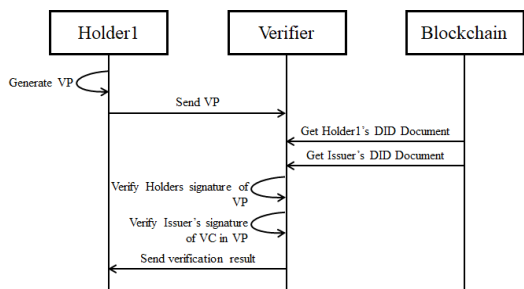 Holder1
Verifier
Blockchain
Generate VP
Send VP
Get Holder1's DID Document
Get Issuer's DID Document
Verify Holders signature of
VP
Verify Issuer's signature
of VC in VP
Send verification result